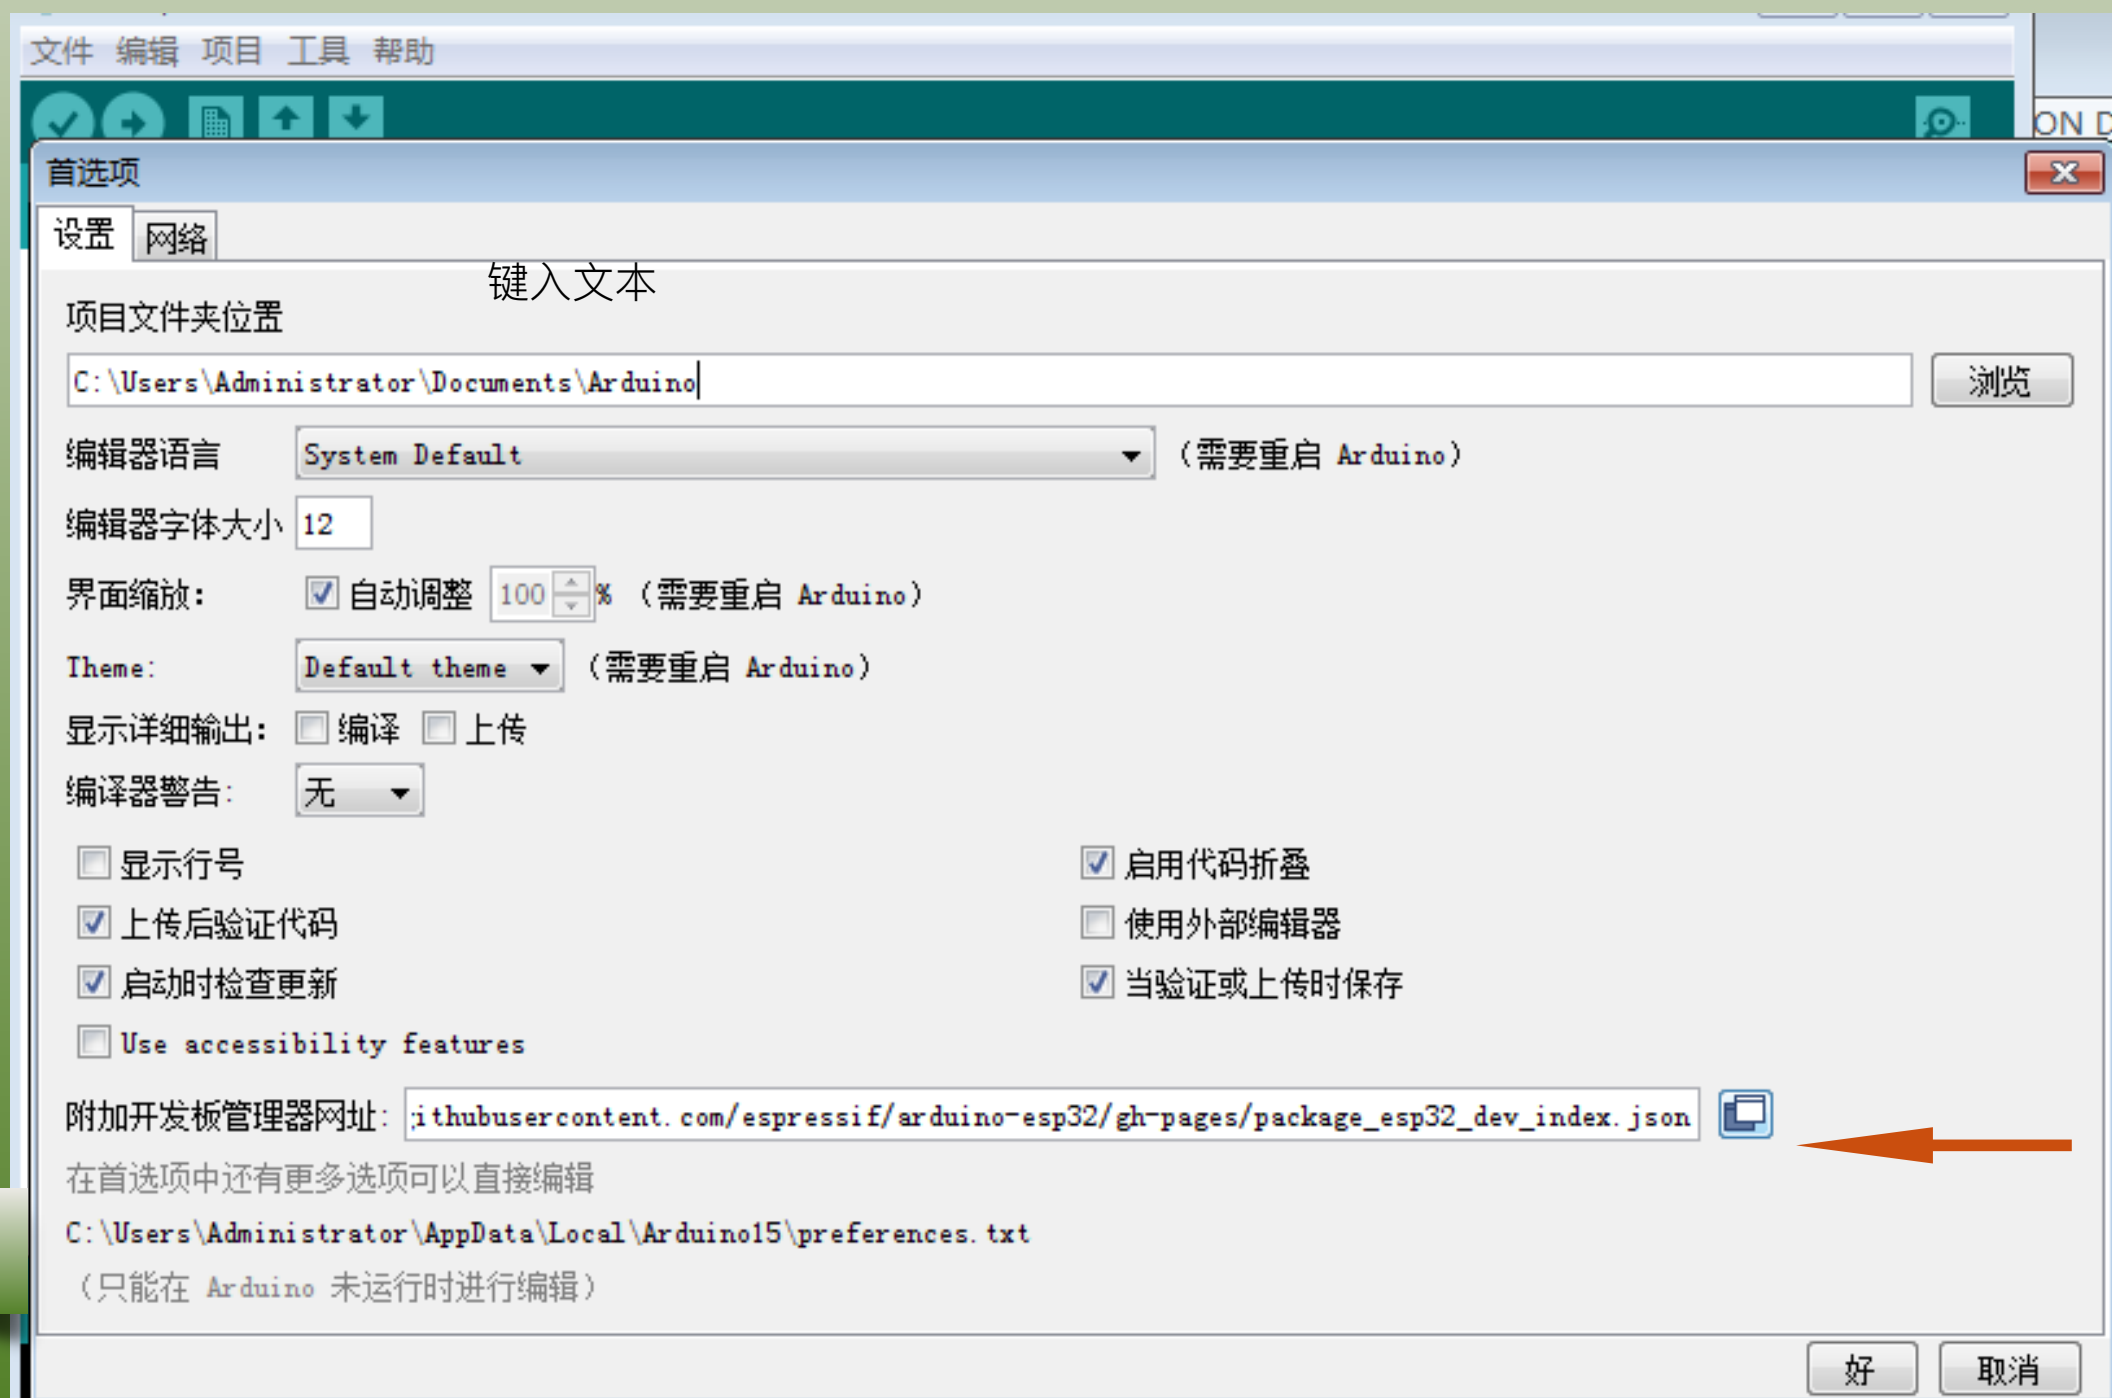 文件 编辑 项目 工具 帮助
ON D
首选项
设置 网络
键入文本
项目文件夹位置
C:\Users\Administrator\Documents\Arduino 浏览
编辑器语言 System Default （需要重启 Arduino）
编辑器字体大小 12
界面缩放： 自动调整 100 % （需要重启 Arduino）
Theme: Default theme （需要重启 Arduino）
显示详细输出： 编译 上传
编译器警告: 无
显示行号 启用代码折叠
上传后验证代码 使用外部编辑器
启动时检查更新 当验证或上传时保存
Use accessibility features
附加开发板管理器网址: ithubusercontent.com/espressif/arduino-esp32/gh-pages/package_esp32_dev_index.json
在首选项中还有更多选项可以直接编辑
C:\Users\Administrator\AppData\Local\Arduino15\preferences.txt
（只能在 Arduino 未运行时进行编辑）
好 取消